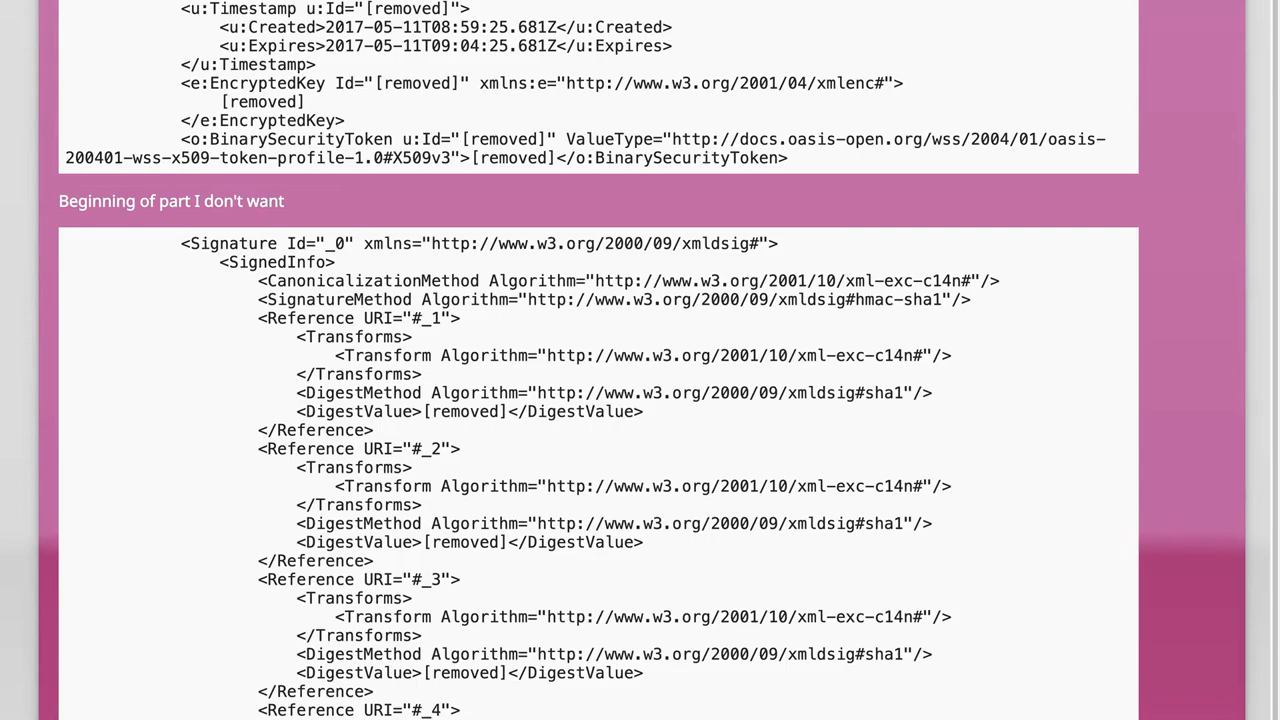 <u:Timestamp u:Id="[removed]">
<u:Created>2017-05-11T08:59:25.681Z</u:Created>
<u:Expires>2017-05-11T09:04:25.681Z</u:Expires>
</u:Timestamp>
<e:EncryptedKey Id="[removed]" xmlns:e="http://www.w3.org/2001/04/xmlenc#">
[removed]
</e:EncryptedKey>
<o:BinarySecurityToken u:Id="[removed]" ValueType="http://docs.oasis-open.org/wss/2004/01/oasis-
200401-wss-x509-token-profile-1.0#X509v3">[removed]</o:BinarySecurityToken>
Beginning of part I don't want
<Signature Id="_0" xmlns="http://www.w3.org/2000/09/xmldsig#">
<SignedInfo>
<CanonicalizationMethod Algorithm="http://www.w3.org/2001/10/xml-exc-c14n#"/>
<SignatureMethod Algorithm="http://www.w3.org/2000/09/xmldsig#hmac-sha1"/>
<Reference URI="#_1">
<Transforms>
<Transform Algorithm="http://www.w3.org/2001/10/xml-exc-c14n#"/>
</Transforms>
<DigestMethod Algorithm="http://www.w3.org/2000/09/xmldsig#sha1"/>
<DigestValue>[removed]</DigestValue>
</Reference>
<Reference URI="#_2">
<Transforms>
<Transform Algorithm="http://www.w3.org/2001/10/xml-exc-c14n#"/>
</Transforms>
<DigestMethod Algorithm="http://www.w3.org/2000/09/xmldsig#sha1"/>
<DigestValue>[removed]</DigestValue>
</Reference>
<Reference URI="#_3">
<Transforms>
<Transform Algorithm="http://www.w3.org/2001/10/xml-exc-c14n#"/>
</Transforms>
<DigestMethod Algorithm="http://www.w3.org/2000/09/xmldsig#sha1"/>
<DigestValue>[removed]</DigestValue>
</Reference>
<Reference URI="#_4">